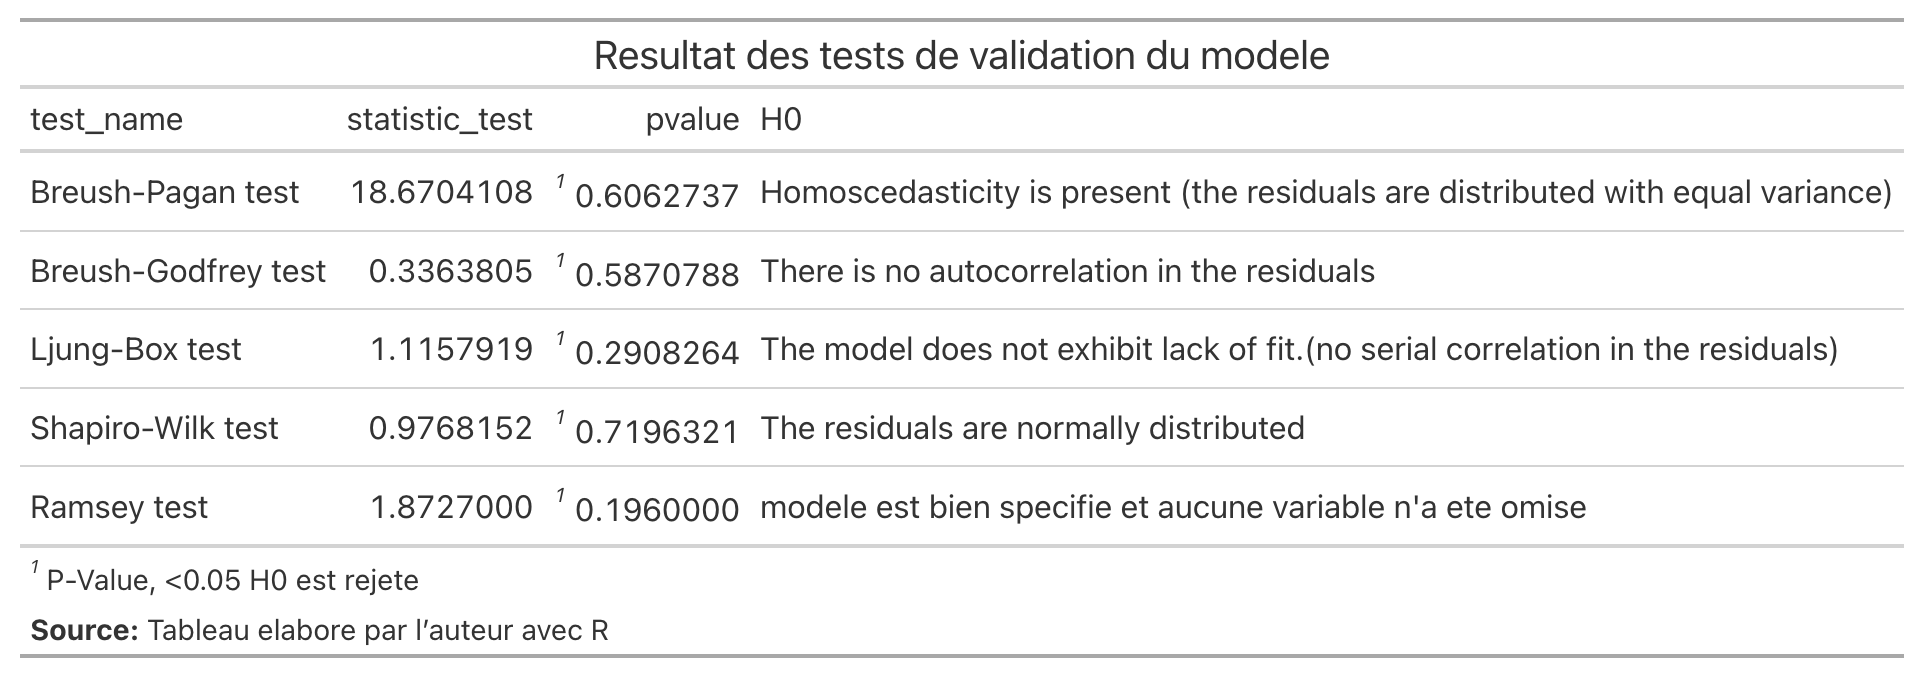 Resultat des tests de validation du modele
test_name statistic_test pvalue H0
Breush-Pagan test 18.6704108 1 0.6062737 Homoscedasticity is present (the residuals are distributed with equal variance)
Breush-Godfrey test 0.3363805 1 0.5870788 There is no autocorrelation in the residuals
Ljung-Box test 1.1157919 1 0.2908264 The model does not exhibit lack of fit.(no serial correlation in the residuals)
Shapiro-Wilk test 0.9768152 1 0.7196321 The residuals are normally distributed
Ramsey test 1.8727000 1 0.1960000 modele est bien specifie et aucune variable n'a ete omise
1 P-Value, <0.05 H0 est rejete
Source: Tableau elabore par l’auteur avec R